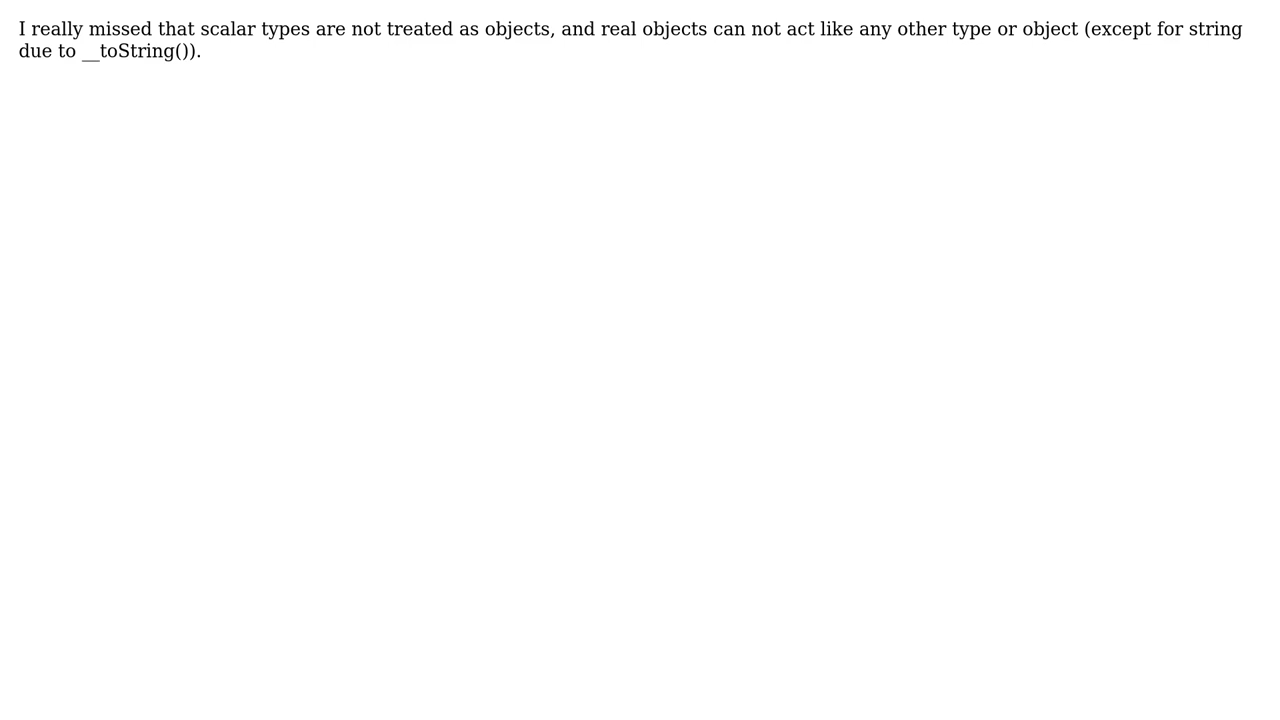 I really missed that scalar types are not treated as objects, and real objects can not act like any other type or object (except for string
due to __toString()).